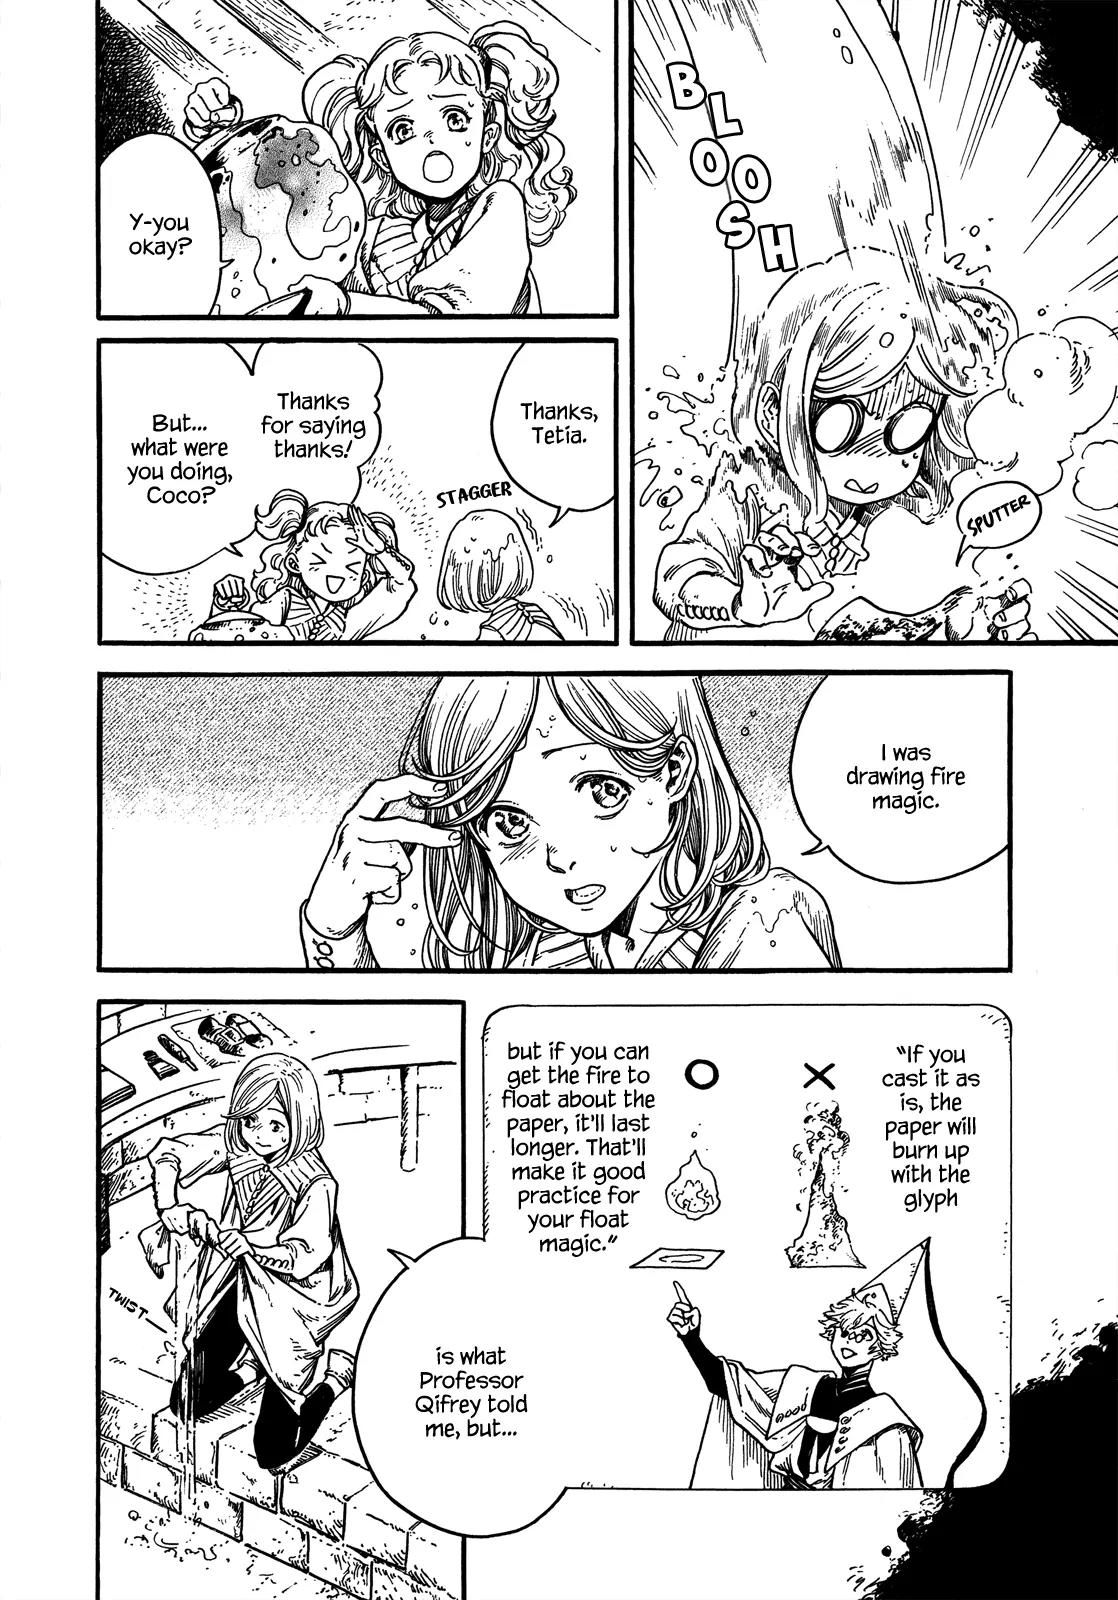 BLOOSH
SPUTTER
Y-you
okay?
Thanks,
Tetia.
STAGGER
Thanks
for saying
thanks!
But...
what were
you doing,
Coco?
I was
drawing fire
magic.
"If you
cast it as
is, the
paper will
burn up
with the
glyph
but if you can
get the fire to
float about the
paper, it'll last
longer. That'll
make it good
practice for
your float
magic."
is what
Professor
Qifrey told
me, but...
TWIST